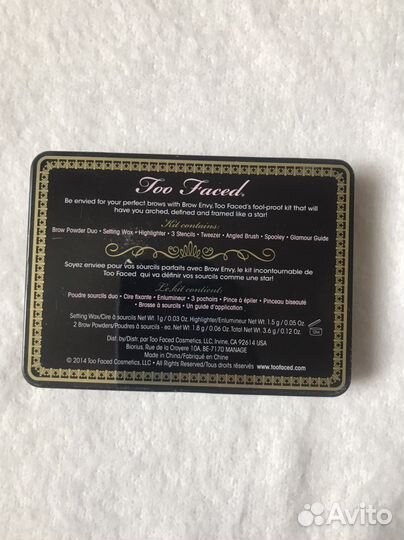 Too Faced.
Be envied for your perfect brows with Brow Envy, Too Faced's fool-proof kit that will
have you arched, defined and framed like a star!
Kit contains:
Brow Powder Duo • Setting Wax • Highlighter • 3 Stencils • Tweezer • Angled Brush • Spooley • Glamour Guide
Soyez envier pour vos sourcils parfaits avec Brow Envy, le kit incontournable de
Too Faced qui va définir vos sourcils comme une star!
Le kit contient:
Poudre sourcils duo • Cire fixante • Enlumineur • 3 pochoirs • Pince à épiler • Pinceau biseauté
• Brosse à sourcils • Un guide d'application
Setting Wax/Cire à sourcils Net Wt 1g / 0.03 Oz. Highlighter/Enlumineur Net Wt 1.5 g / 0.05 Oz.
2 Brow Powders/Poudres à sourcils - ea. Net Wt. 1.8 g / 0.06 Oz. Total Net Wt. 3.6 g / 0.12 Oz.
Dist. by/Distr. par Too Faced Cosmetics, LLC, Irvine, CA 92614 USA
Biorius, Rue de la Croyere 10A, BE-7170 MANAGE
Made in China/Fabriqué en Chine
© 2014 Too Faced Cosmetics, LLC • All Rights Reserved/Tous droits réservés www.toofaced.com
Avito